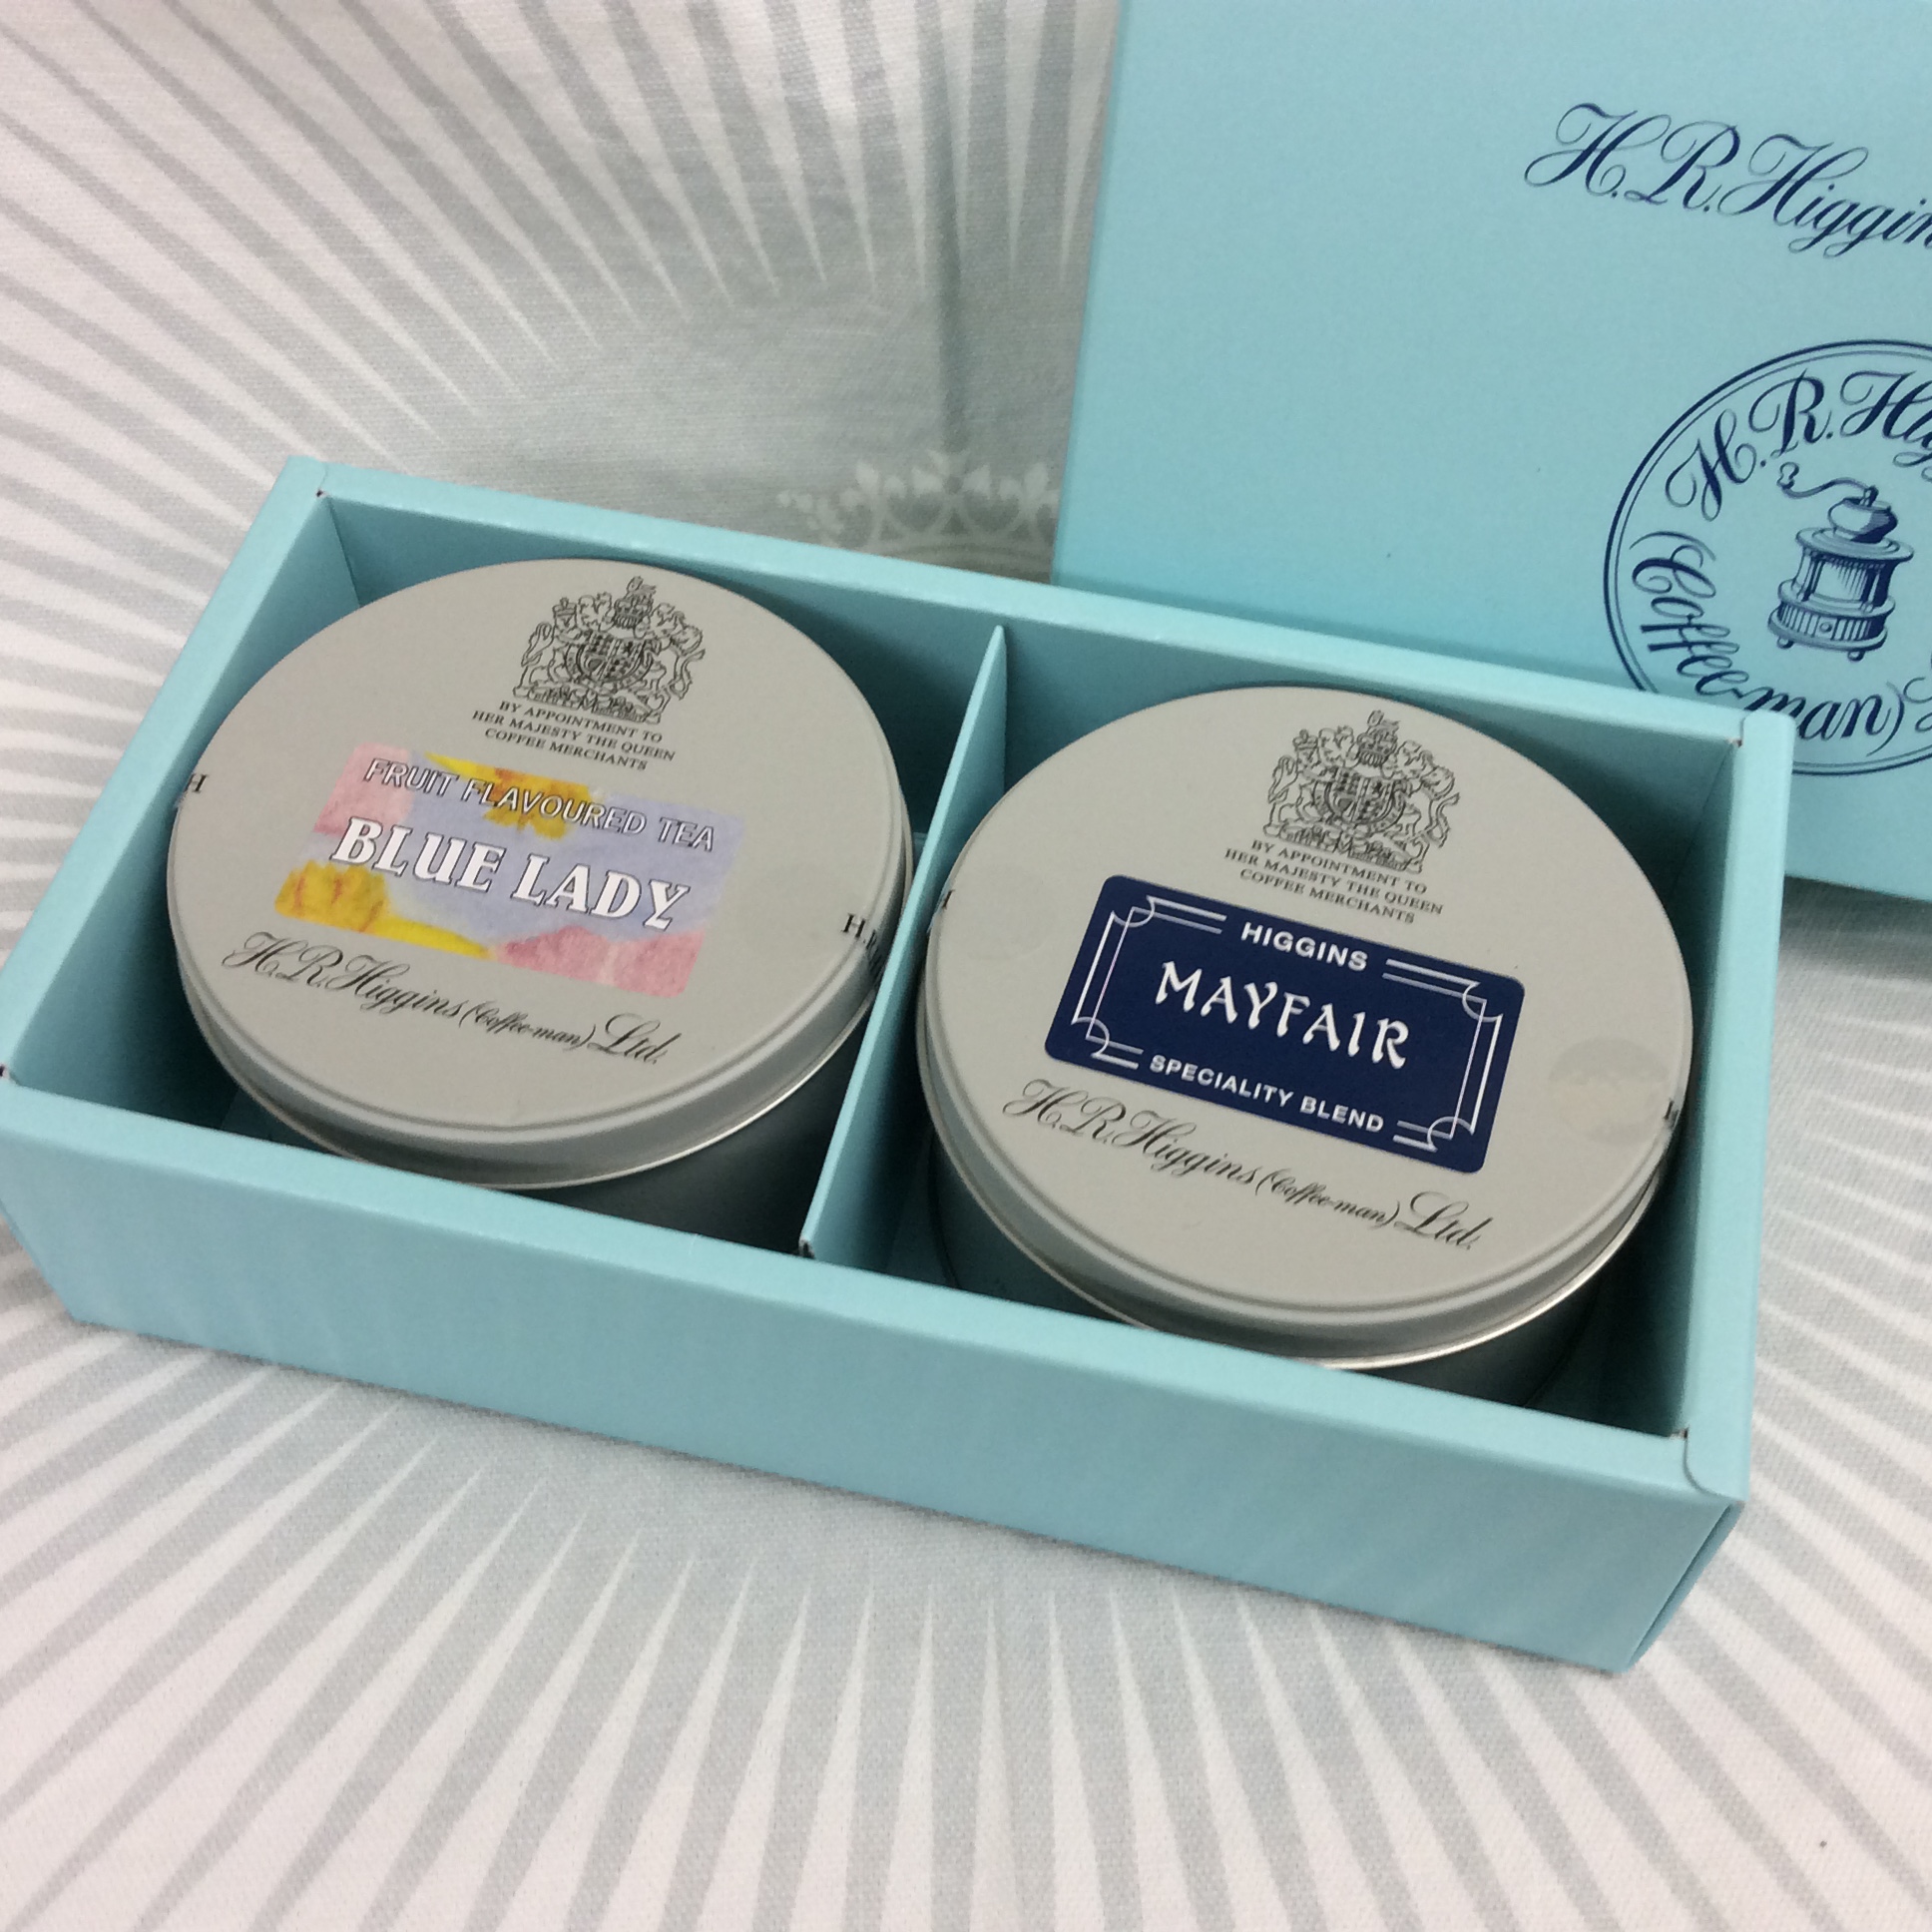 H.R.Higgin
H.R.Hig
(Coffee-man)
BY APPOINTMENT TO
HER MAJESTY THE QUEEN
COFFEE MERCHANTS
FRUIT FLAVOURED TEA
BLUE LADY
H.R.Higgins (Coffee-man) Ltd.
H
H.R
BY APPOINTMENT TO
HER MAJESTY THE QUEEN
COFFEE MERCHANTS
HIGGINS
MAYFAIR
SPECIALITY BLEND
H.R.Higgins (Coffee-man) Ltd.